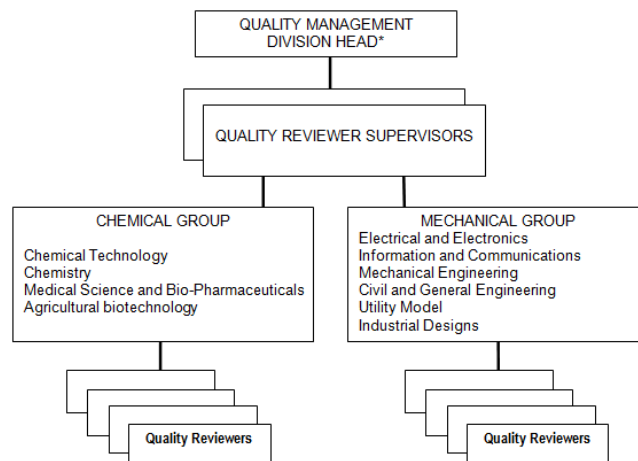 QUALITY MANAGEMENT
DIVISION HEAD*
QUALITY REVIEWER SUPERVISORS
CHEMICAL GROUP
Chemical Technology
Chemistry
Medical Science and Bio-Pharmaceuticals
Agricultural biotechnology
MECHANICAL GROUP
Electrical and Electronics
Information and Communications
Mechanical Engineering
Civil and General Engineering
Utility Model
Industrial Designs
Quality Reviewers
Quality Reviewers